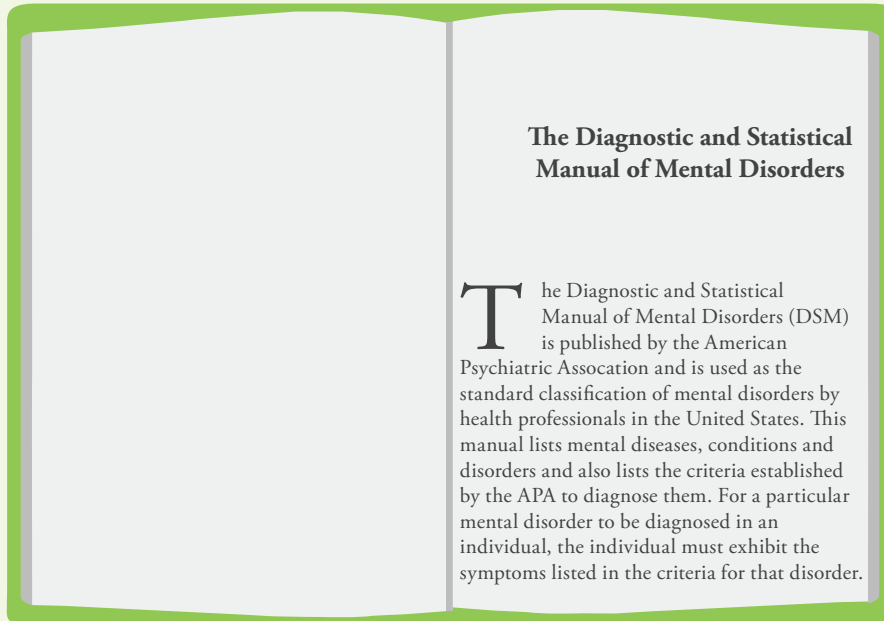 The Diagnostic and Statistical
Manual of Mental Disorders
The Diagnostic and Statistical
Manual of Mental Disorders (DSM)
is published by the American
Psychiatric Assocation and is used as the
standard classification of mental disorders by
health professionals in the United States. This
manual lists mental diseases, conditions and
disorders and also lists the criteria established
by the APA to diagnose them. For a particular
mental disorder to be diagnosed in an
individual, the individual must exhibit the
symptoms listed in the criteria for that disorder.